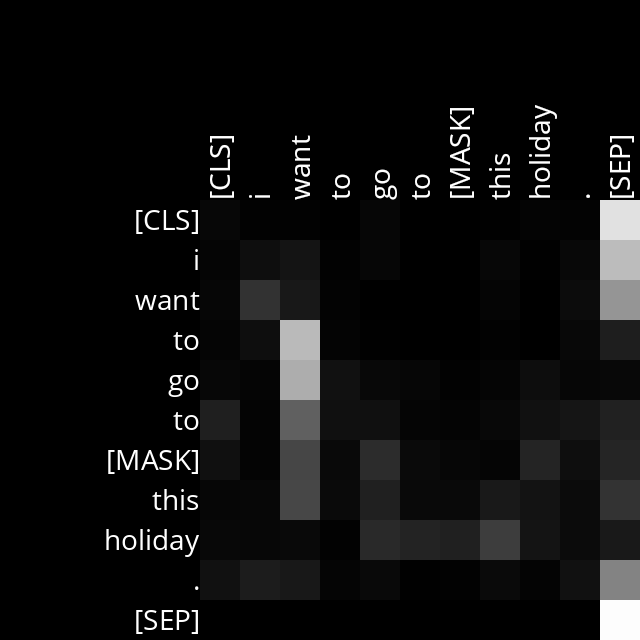 [CLS] i want to go to [MASK] this holiday . [SEP]
[CLS]
i
want
to
go
to
[MASK]
this
holiday
.
[SEP]